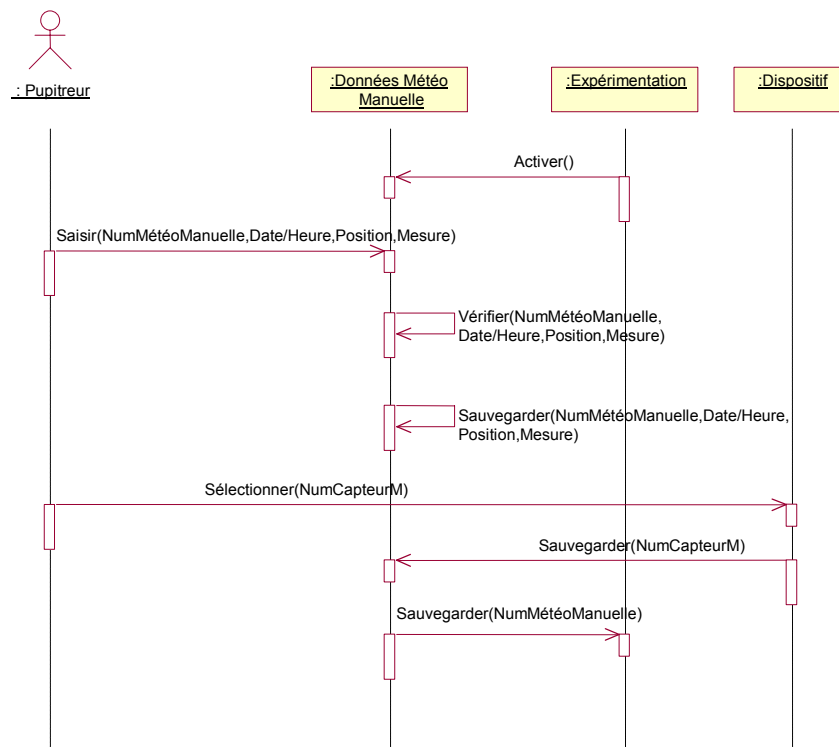 : Pupitreur
:Données Météo
Manuelle
:Expérimentation
:Dispositif
Activer()
Saisir(NumMétéoManuelle,Date/Heure,Position,Mesure)
Vérifier(NumMétéoManuelle,
Date/Heure,Position,Mesure)
Sauvegarder(NumMétéoManuelle,Date/Heure,
Position,Mesure)
Sélectionner(NumCapteurM)
Sauvegarder(NumCapteurM)
Sauvegarder(NumMétéoManuelle)